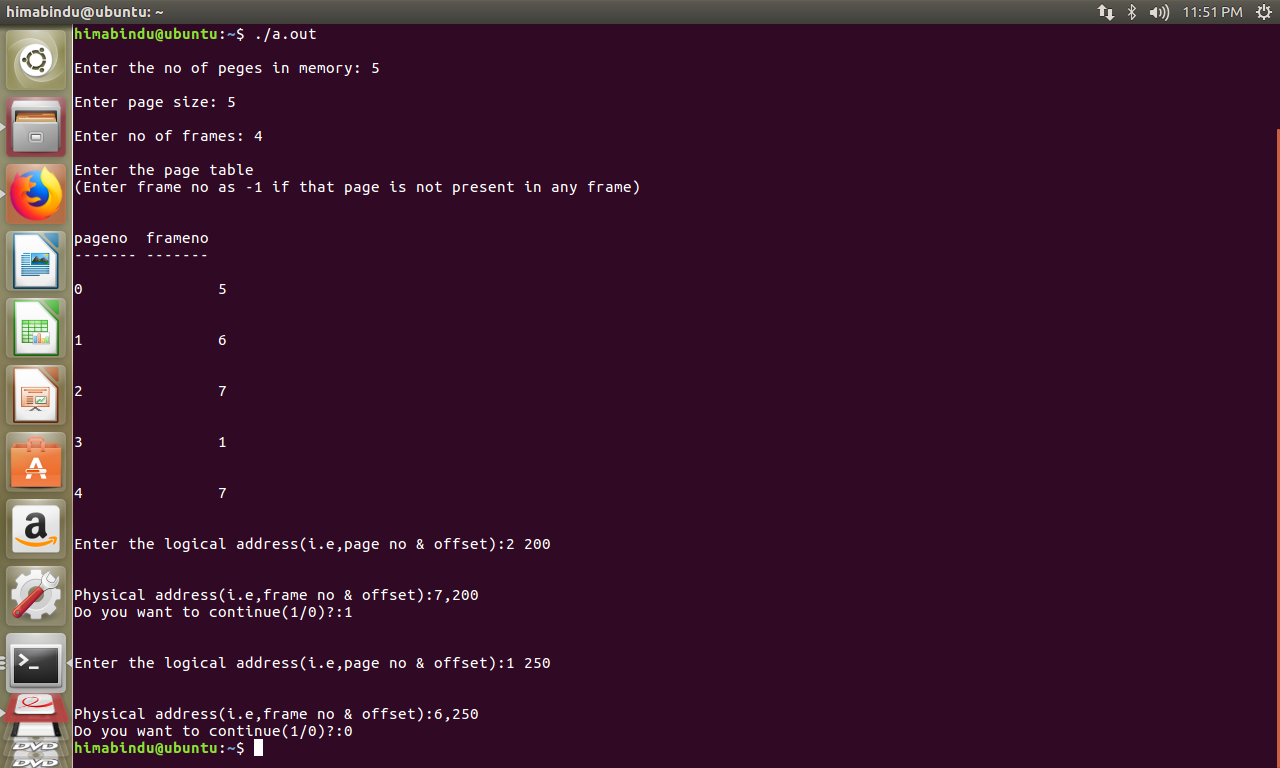 himabindu@ubuntu: ~
11:51 PM
himabindu@ubuntu:~$ ./a.out
Enter the no of peges in memory: 5
Enter page size: 5
Enter no of frames: 4
Enter the page table
(Enter frame no as -1 if that page is not present in any frame)
pageno frameno
------- -------
0 5
1 6
2 7
3 1
4 7
Enter the logical address(i.e,page no & offset):2 200
Physical address(i.e,frame no & offset):7,200
Do you want to continue(1/0)?:1
Enter the logical address(i.e,page no & offset):1 250
Physical address(i.e,frame no & offset):6,250
Do you want to continue(1/0)?:0
himabindu@ubuntu:~$
A
a
>_
DVD
DVD